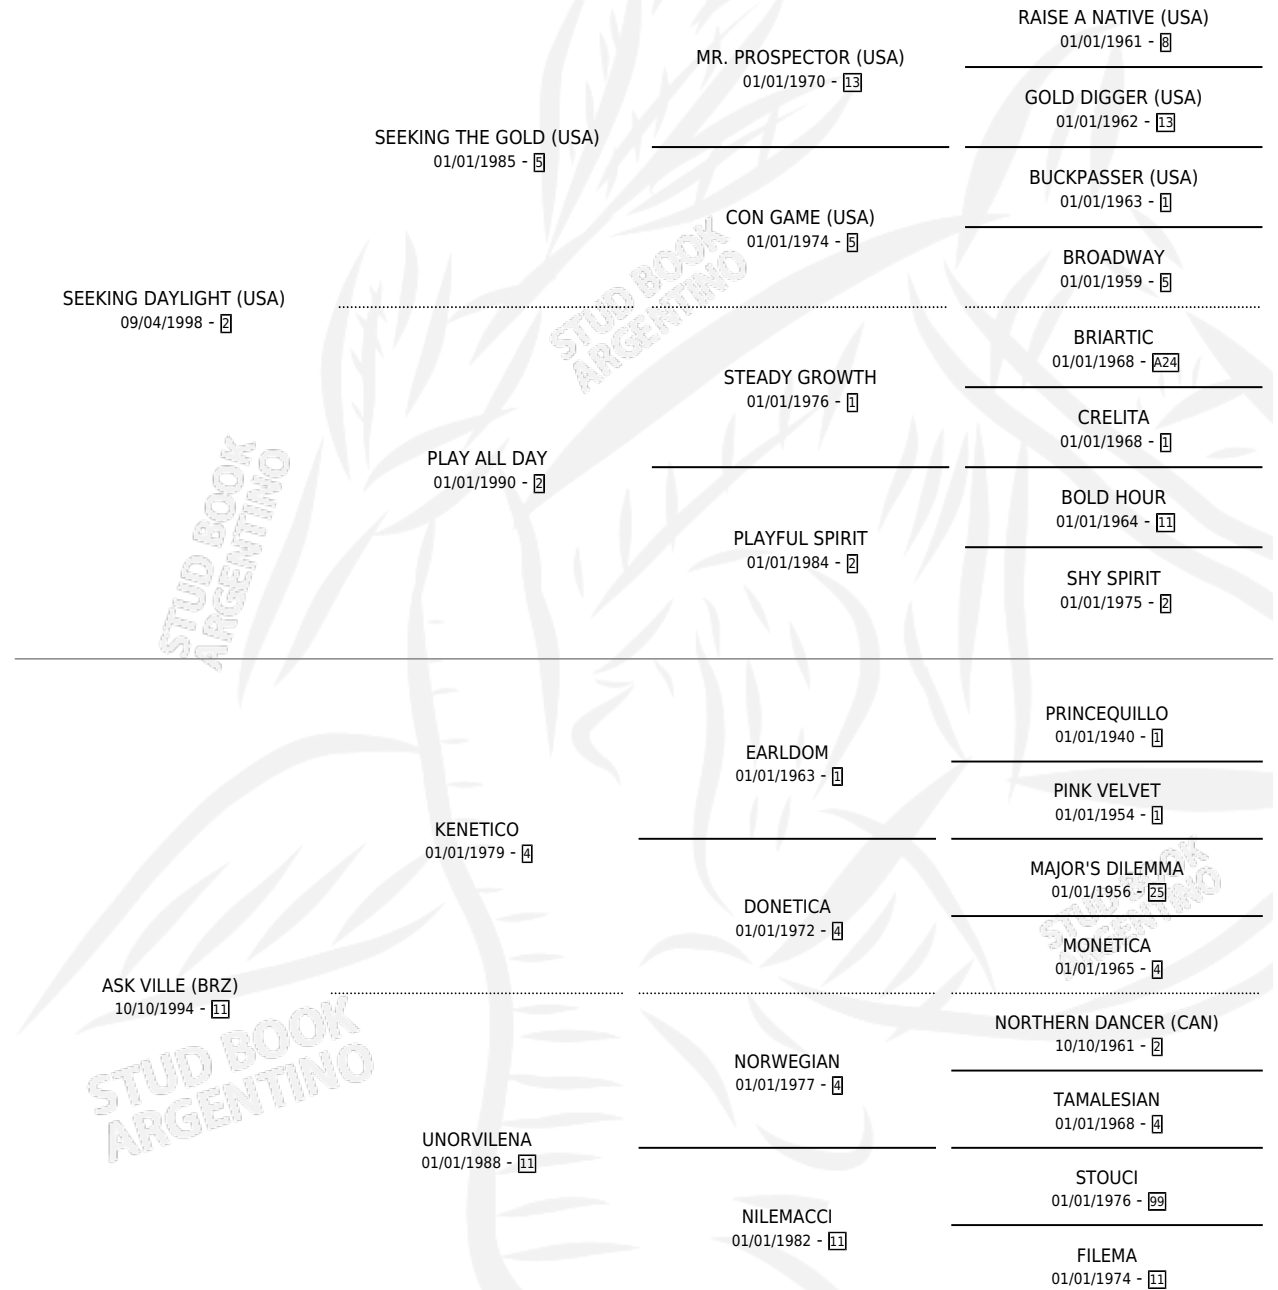 RAISE A NATIVE (USA)
01/01/1961 - 8
MR. PROSPECTOR (USA)
01/01/1970 - 13
GOLD DIGGER (USA)
01/01/1962 - 13
SEEKING THE GOLD (USA)
01/01/1985 - 5
BUCKPASSER (USA)
01/01/1963 - 1
CON GAME (USA)
01/01/1974 - 5
BROADWAY
01/01/1959 - 5
SEEKING DAYLIGHT (USA)
09/04/1998 - 2
BRIARTIC
01/01/1968 - A24
STEADY GROWTH
01/01/1976 - 1
CRELITA
01/01/1968 - 1
PLAY ALL DAY
01/01/1990 - 2
BOLD HOUR
01/01/1964 - 11
PLAYFUL SPIRIT
01/01/1984 - 2
SHY SPIRIT
01/01/1975 - 2
PRINCEQUILLO
01/01/1940 - 1
EARLDOM
01/01/1963 - 1
PINK VELVET
01/01/1954 - 1
KENETICO
01/01/1979 - 4
MAJOR'S DILEMMA
01/01/1956 - 25
DONETICA
01/01/1972 - 4
MONETICA
01/01/1965 - 4
ASK VILLE (BRZ)
10/10/1994 - 11
NORTHERN DANCER (CAN)
10/10/1961 - 2
NORWEGIAN
01/01/1977 - 4
TAMALESIAN
01/01/1968 - 4
UNORVILENA
01/01/1988 - 11
STOUCI
01/01/1976 - 99
NILEMACCI
01/01/1982 - 11
FILEMA
01/01/1974 - 11
STUD BOOK
ARGENTINO
STUD BOOK
ARGENTINO
STUD BOOK
ARGENTINO
STUD BOOK
ARGENTINO